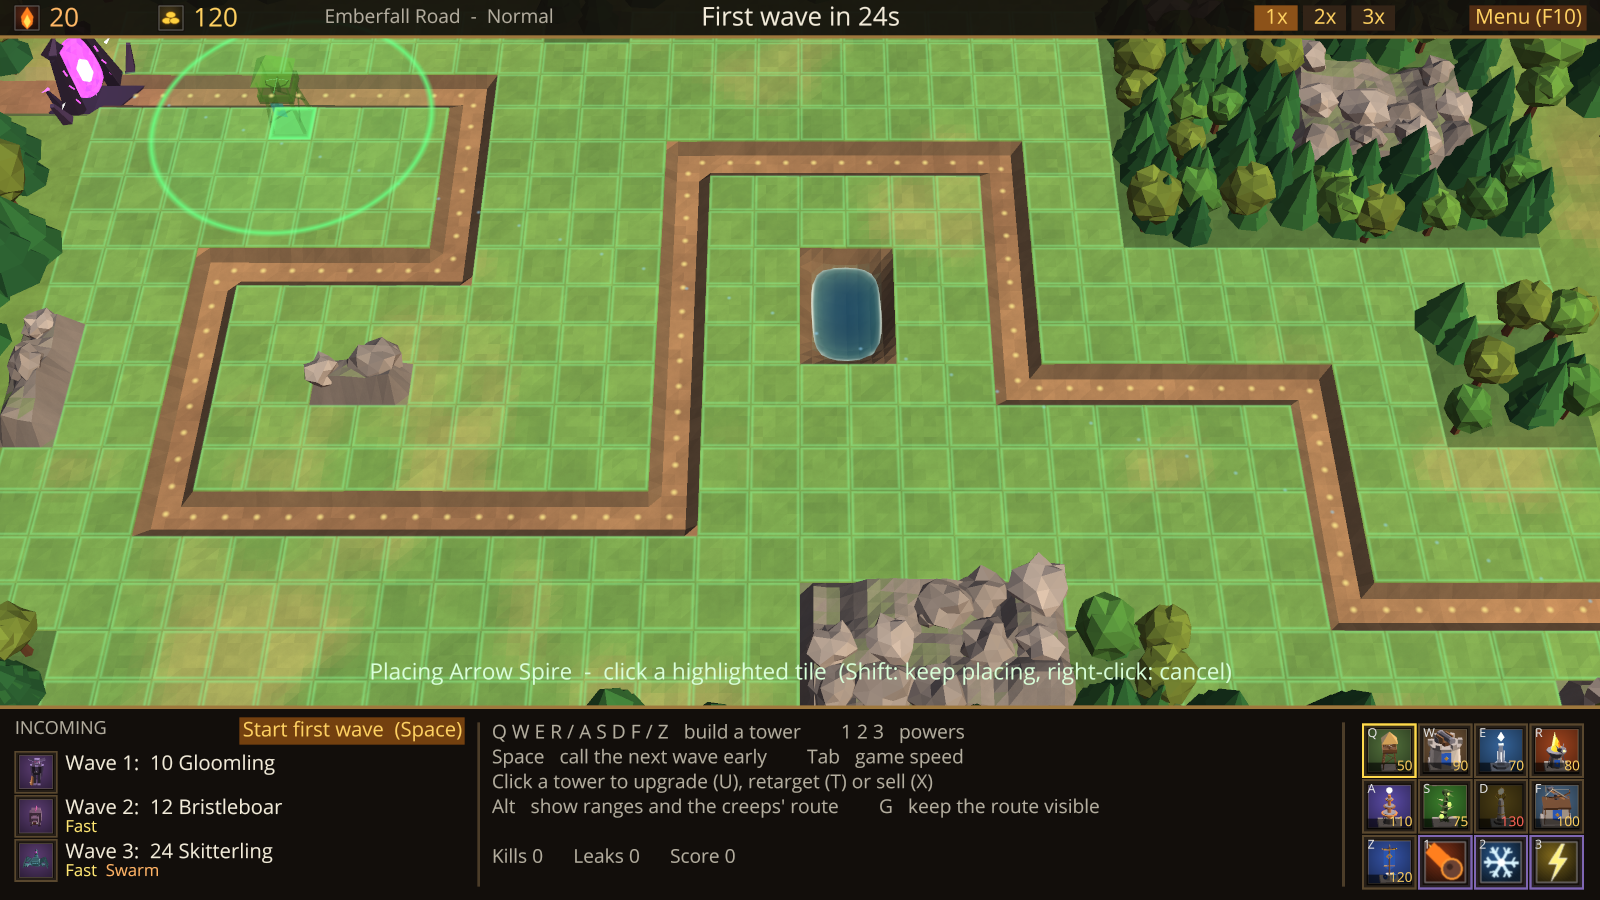 20 120 Emberfall Road - Normal First wave in 24s 1x 2x 3x Menu (F10)
Placing Arrow Spire - click a highlighted tile (Shift: keep placing, right-click: cancel)
INCOMING
Start first wave (Space)
Wave 1: 10 Gloomling
Wave 2: 12 Bristleboar
Fast
Wave 3: 24 Skitterling
Fast Swarm
Q W E R / A S D F / Z build a tower 1 2 3 powers
Space call the next wave early Tab game speed
Click a tower to upgrade (U), retarget (T) or sell (X)
Alt show ranges and the creeps' route G keep the route visible
Kills 0 Leaks 0 Score 0
Q 50 W 90 E 70 R 80
A 110 S 75 D 130 F 100
Z 120 1 2 3